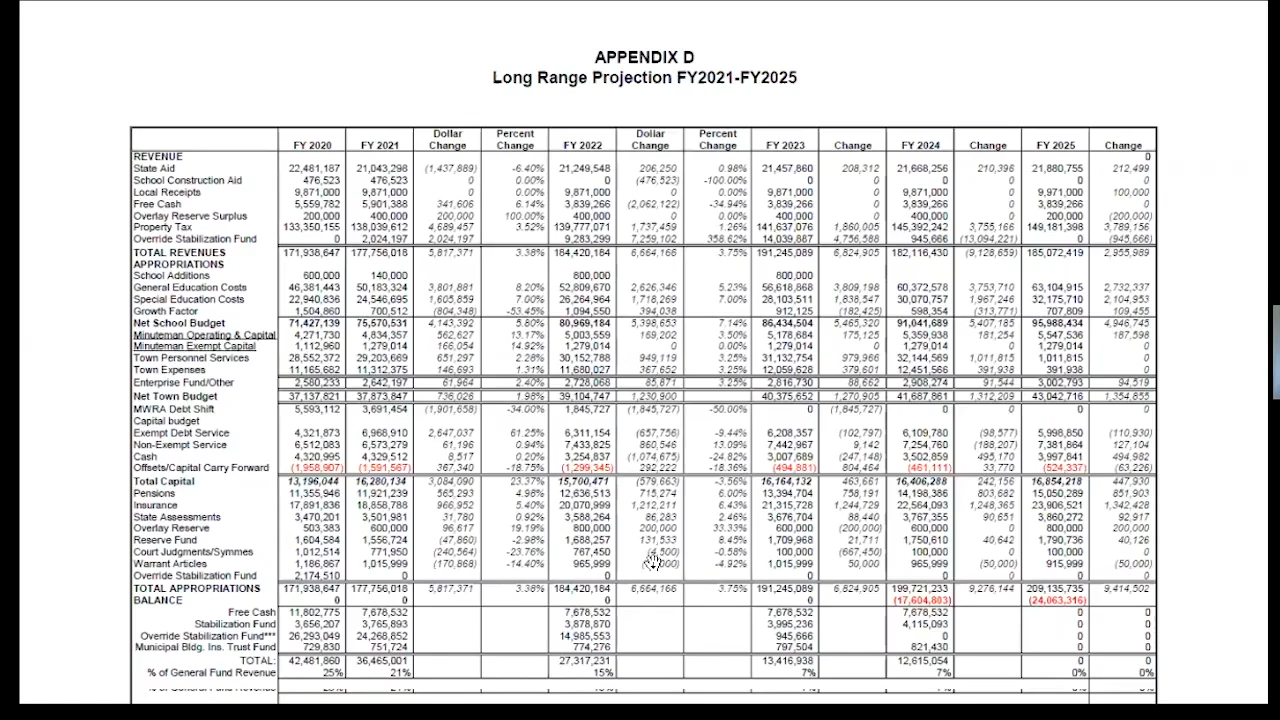 APPENDIX D
Long Range Projection FY2021-FY2025
Dollar Percent Dollar Percent
FY 2020 FY 2021 Change Change FY 2022 Change Change FY 2023 Change FY 2024 Change FY 2025 Change
REVENUE 0
State Aid 22,481,187 21,043,298 (1,437,889) -6.40% 21,249,548 206,250 0.98% 21,457,860 208,312 21,668,256 210,396 21,880,755 212,499
School Construction Aid 476,523 476,523 0 0.00% 0 (476,523) -100.00% 0 0 0 0 0 0
Local Receipts 9,871,000 9,871,000 0 0.00% 9,871,000 0 0.00% 9,871,000 0 9,871,000 0 9,971,000 100,000
Free Cash 5,559,782 5,901,388 341,606 6.14% 3,839,266 (2,062,122) -34.94% 3,839,266 0 3,839,266 0 3,839,266 0
Overlay Reserve Surplus 200,000 400,000 200,000 100.00% 400,000 0 0.00% 400,000 0 400,000 0 200,000 (200,000)
Property Tax 133,350,155 138,039,612 4,689,457 3.52% 139,777,071 1,737,459 1.26% 141,637,076 1,860,005 145,392,242 3,755,166 149,181,398 3,789,156
Override Stabilization Fund 0 2,024,197 2,024,197 9,283,299 7,259,102 358.62% 14,039,887 4,756,588 945,666 (13,094,221) 0 (945,666)
TOTAL REVENUES 171,938,647 177,756,018 5,817,371 3.38% 184,420,184 6,664,166 3.75% 191,245,089 6,824,905 182,116,430 (9,128,659) 185,072,419 2,955,989
APPROPRIATIONS
School Additions 600,000 140,000 800,000 800,000
General Education Costs 46,381,443 50,183,324 3,801,881 8.20% 52,809,670 2,626,346 5.23% 56,618,868 3,809,198 60,372,578 3,753,710 63,104,915 2,732,337
Special Education Costs 22,940,836 24,546,695 1,605,859 7.00% 26,264,964 1,718,269 7.00% 28,103,511 1,838,547 30,070,757 1,967,246 32,175,710 2,104,953
Growth Factor 1,504,860 700,512 (804,348) -53.45% 1,094,550 394,038 912,125 (182,425) 598,354 (313,771) 707,809 109,455
Net School Budget 71,427,139 75,570,531 4,143,392 5.80% 80,969,184 5,398,653 7.14% 86,434,504 5,465,320 91,041,689 5,407,185 95,988,434 4,946,745
Minuteman Operating & Capital 4,271,730 4,834,357 562,627 13.17% 5,003,559 169,202 3.50% 5,178,684 175,125 5,359,938 181,254 5,547,536 187,598
Minuteman Exempt Capital 1,112,960 1,279,014 166,054 14.92% 1,279,014 0 0.00% 1,279,014 0 1,279,014 0 1,279,014 0
Town Personnel Services 28,552,372 29,203,669 651,297 2.28% 30,152,788 949,119 3.25% 31,132,754 979,966 32,144,569 1,011,815 1,011,815
Town Expenses 11,165,682 11,312,375 146,693 1.31% 11,680,027 367,652 3.25% 12,059,628 379,601 12,451,566 391,938 391,938
Enterprise Fund/Other 2,580,233 2,642,197 61,964 2.40% 2,728,068 85,871 3.25% 2,816,730 88,662 2,908,274 91,544 3,002,793 94,519
Net Town Budget 37,137,821 37,873,847 736,026 1.98% 39,104,747 1,230,900 40,375,652 1,270,905 41,687,861 1,312,209 43,042,716 1,354,855
MWRA Debt Shift 5,593,112 3,691,454 (1,901,658) -34.00% 1,845,727 (1,845,727) -50.00% 0 (1,845,727) 0 0 0 0
Capital budget
Exempt Debt Service 4,321,873 6,968,910 2,647,037 61.25% 6,311,154 (657,756) -9.44% 6,208,357 (102,797) 6,109,780 (98,577) 5,998,850 (110,930)
Non-Exempt Service 6,512,083 6,573,279 61,196 0.94% 7,433,825 860,546 13.09% 7,442,967 9,142 7,254,760 (188,207) 7,381,864 127,104
Cash 4,320,995 4,329,512 8,517 0.20% 3,254,837 (1,074,675) -24.82% 3,007,689 (247,148) 3,502,859 495,170 3,997,841 494,982
Offsets/Capital Carry Forward (1,958,907) (1,591,567) 367,340 -18.75% (1,299,345) 292,222 -18.36% (494,881) 804,464 (461,111) 33,770 (524,337) (63,226)
Total Capital 13,196,044 16,280,134 3,084,090 23.37% 15,700,471 (579,663) -3.56% 16,164,132 463,661 16,406,288 242,156 16,854,218 447,930
Pensions 11,355,946 11,921,239 565,293 4.98% 12,636,513 715,274 6.00% 13,394,704 758,191 14,198,386 803,682 15,050,289 851,903
Insurance 17,891,836 18,858,788 966,952 5.40% 20,070,999 1,212,211 6.43% 21,315,728 1,244,729 22,564,093 1,248,365 23,906,521 1,342,428
State Assessments 3,470,201 3,501,981 31,780 0.92% 3,588,264 86,283 2.46% 3,676,704 88,440 3,767,355 90,651 3,860,272 92,917
Overlay Reserve 503,383 600,000 96,617 19.19% 800,000 200,000 33.33% 600,000 (200,000) 600,000 0 800,000 200,000
Reserve Fund 1,604,584 1,556,724 (47,860) -2.98% 1,688,257 131,533 8.45% 1,709,968 21,711 1,750,610 40,642 1,790,736 40,126
Court Judgments/Symmes 1,012,514 771,950 (240,564) -23.76% 767,450 -0.58% 100,000 (667,450) 100,000 0 100,000 0
Warrant Articles 1,186,867 1,015,999 (170,868) -14.40% 965,999 -4.92% 1,015,999 50,000 965,999 (50,000) 915,999 (50,000)
Override Stabilization Fund 2,174,510 0 0 0 0 0
TOTAL APPROPRIATIONS 171,938,647 177,756,018 5,817,371 3.38% 184,420,184 6,664,166 3.75% 191,245,089 6,824,905 199,721,233 9,276,144 209,135,735 9,414,502
BALANCE 0 0 0 0 (17,604,803) (24,063,316) 0
Free Cash 11,802,775 7,678,532 7,678,532 7,678,532 7,678,532 0 0
Stabilization Fund 3,656,207 3,765,893 3,878,870 3,995,236 4,115,093 0 0
Override Stabilization Fund*** 26,293,049 24,268,852 14,985,553 945,666 0 0 0
Municipal Bldg. Ins. Trust Fund 729,830 751,724 774,276 797,504 821,430 0 0
TOTAL: 42,481,860 36,465,001 27,317,231 13,416,938 12,615,054 0 0
% of General Fund Revenue 25% 21% 15% 7% 7% 0% 0%